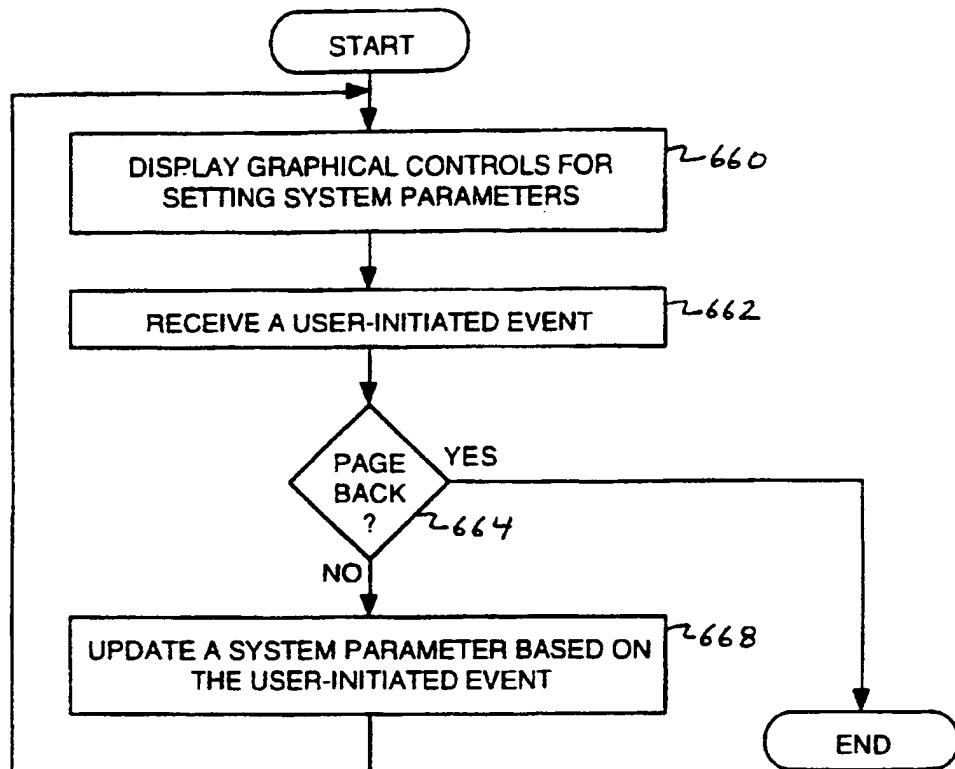 START
DISPLAY GRAPHICAL CONTROLS FOR
SETTING SYSTEM PARAMETERS
660
RECEIVE A USER-INITIATED EVENT
662
PAGE
BACK
?
YES
664
NO
UPDATE A SYSTEM PARAMETER BASED ON
THE USER-INITIATED EVENT
668
END